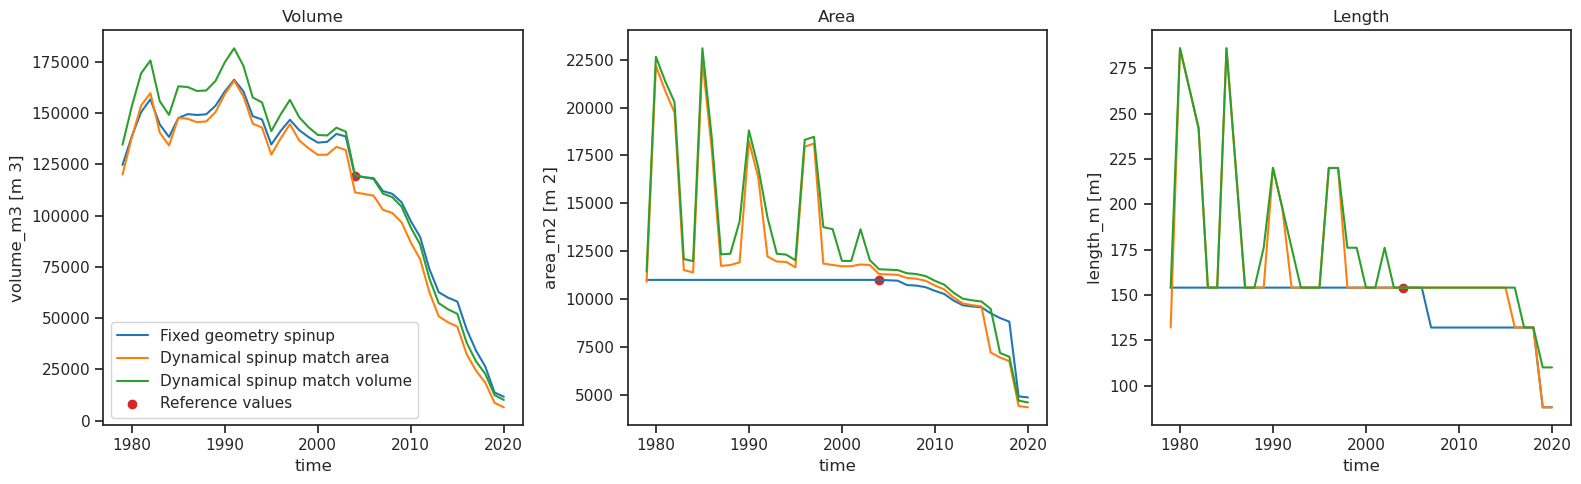 Volume
volume_m3 [m 3]
175000
150000
125000
100000
75000
50000
25000
0
Fixed geometry spinup
Dynamical spinup match area
Dynamical spinup match volume
Reference values
1980 1990 2000 2010 2020
time
Area
area_m2 [m 2]
22500
20000
17500
15000
12500
10000
7500
5000
1980 1990 2000 2010 2020
time
Length
length_m [m]
275
250
225
200
175
150
125
100
1980 1990 2000 2010 2020
time